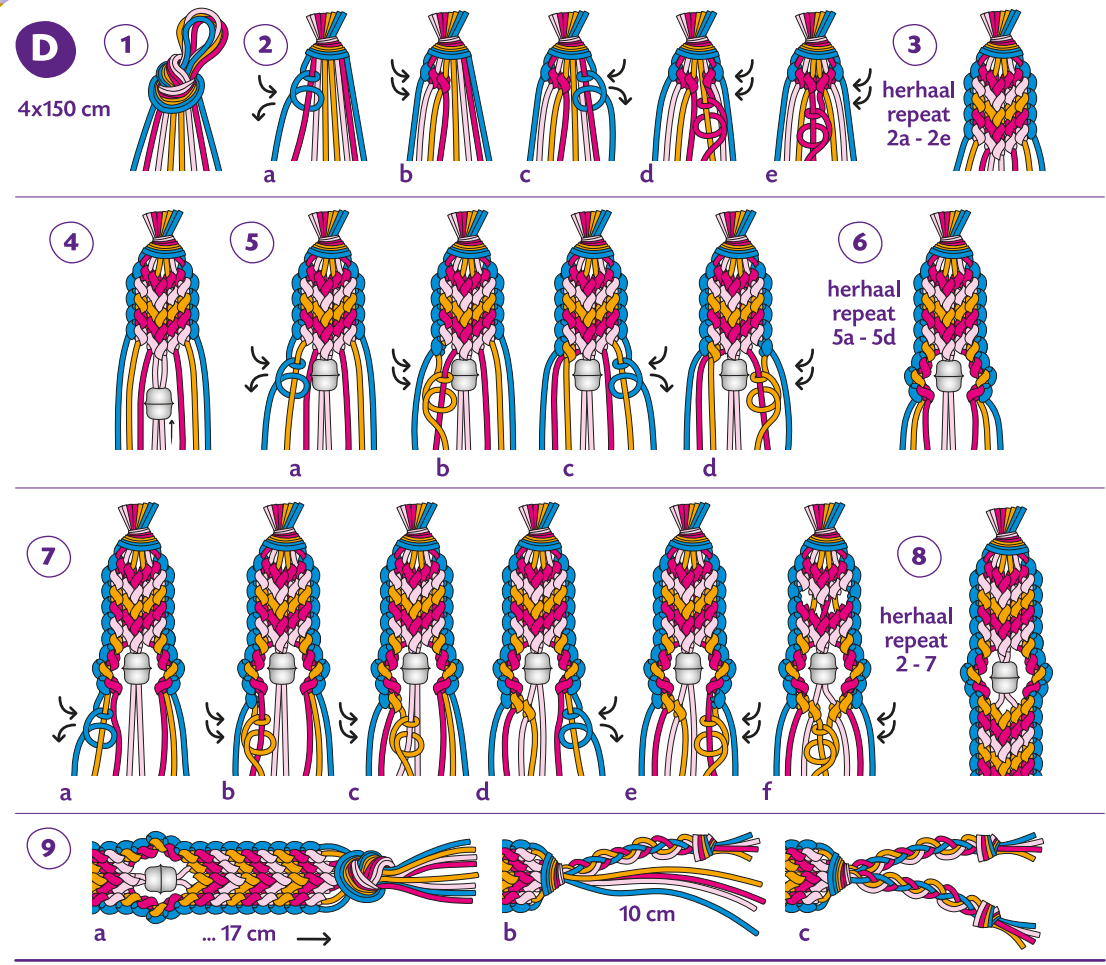 D
4x150 cm
1
2
a
b
c
d
e
3
herhaal
repeat
2a - 2e
4
5
a
b
c
d
6
herhaal
repeat
5a - 5d
7
a
b
c
d
e
f
8
herhaal
repeat
2 - 7
9
a
... 17 cm
b
10 cm
c